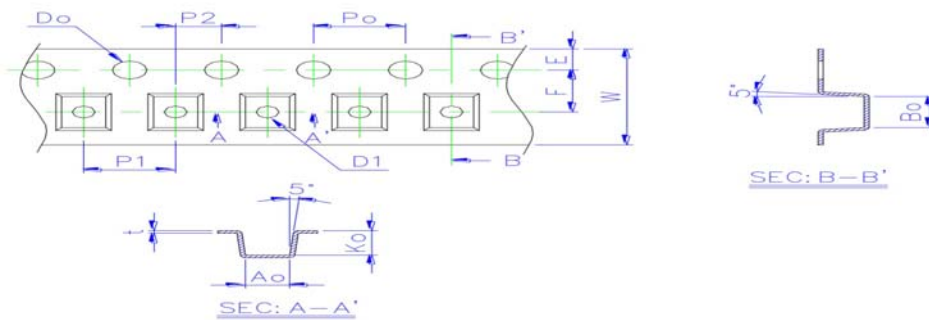 Do P2 Po B'
E
F
W
A A'
P1 D1 B
5°
Bo
SEC: B-B'
5°
t
Ko
Ao
SEC: A-A'